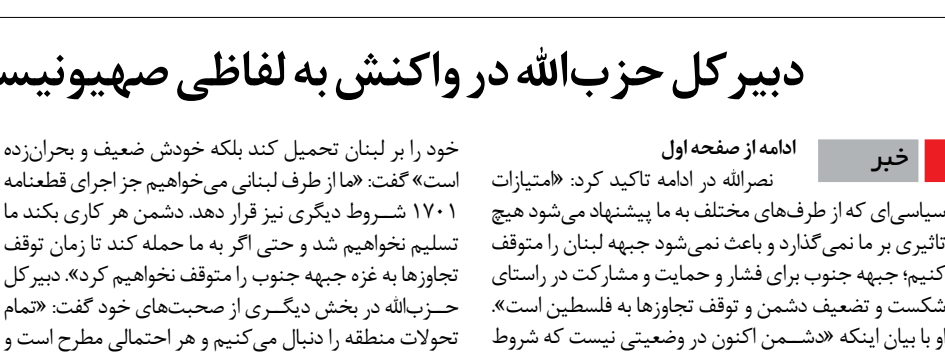 دبیرکل حزب‌الله در واکنش به لفاظی
خبر
ادامه از صفحه اول
نصرالله در ادامه تاکید کرد: «امتیازات
سیاسی‌ای که از طرف‌های مختلف به ما پیشنهاد می‌شود هیچ
تاثیری بر ما نمی‌گذارد و باعث نمی‌شود جبهه لبنان را متوقف
کنیم؛ جبهه جنوب برای فشار و حمایت و مشارکت در راستای
شکست و تضعیف دشمن و توقف تجاوزها به فلسطین است».
او با بیان اینکه «دشمن اکنون در وضعیتی نیست که شروط
خود را بر لبنان تحمیل کند بلکه خودش ضعیف و بحران‌زده
است» گفت: «ما از طرف لبنانی می‌خواهیم جز اجرای قطعنامه
۱۷۰۱ شروط دیگری نیز قرار دهد. دشمن هر کاری بکند ما
تسلیم نخواهیم شد و حتی اگر به ما حمله کند تا زمان توقف
تجاوزها به غزه جبهه جنوب را متوقف نخواهیم کرد». دبیرکل
حزب‌الله در بخش دیگری از صحبت‌های خود گفت: «تمام
تحولات منطقه را دنبال می‌کنیم و هر احتمالی مطرح است و